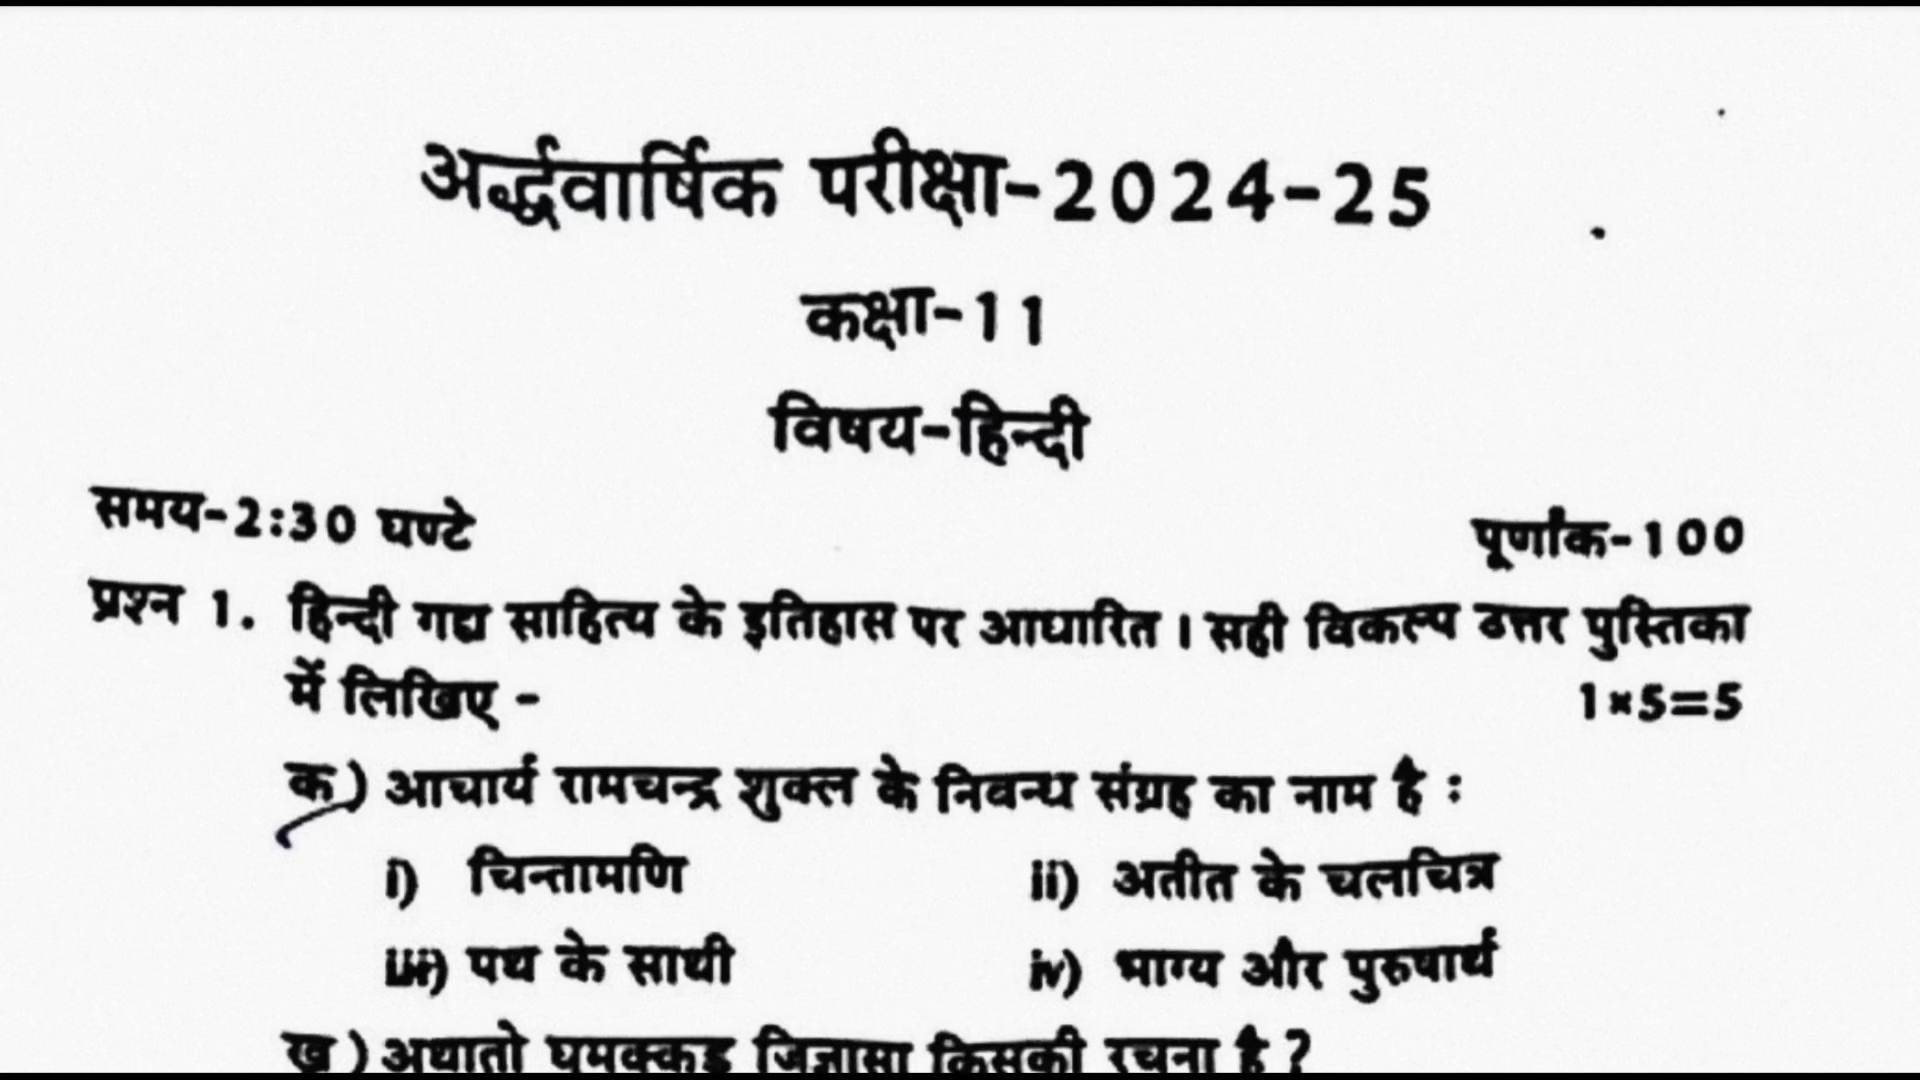 अर्द्धवार्षिक परीक्षा-2024-25
कक्षा-11
विषय-हिन्दी
समय-2:30 घण्टे पूर्णांक-100
प्रश्न 1. हिन्दी गद्य साहित्य के इतिहास पर आधारित । सही विकल्प उत्तर पुस्तिका
में लिखिए - 1×5=5
क) आचार्य रामचन्द्र शुक्ल के निबन्ध संग्रह का नाम है :
i) चिन्तामणि ii) अतीत के चलचित्र
iii) पथ के साथी iv) भाग्य और पुरुषार्थ
ख) अथातो घुमक्कड़ जिज्ञासा किसकी रचना है ?